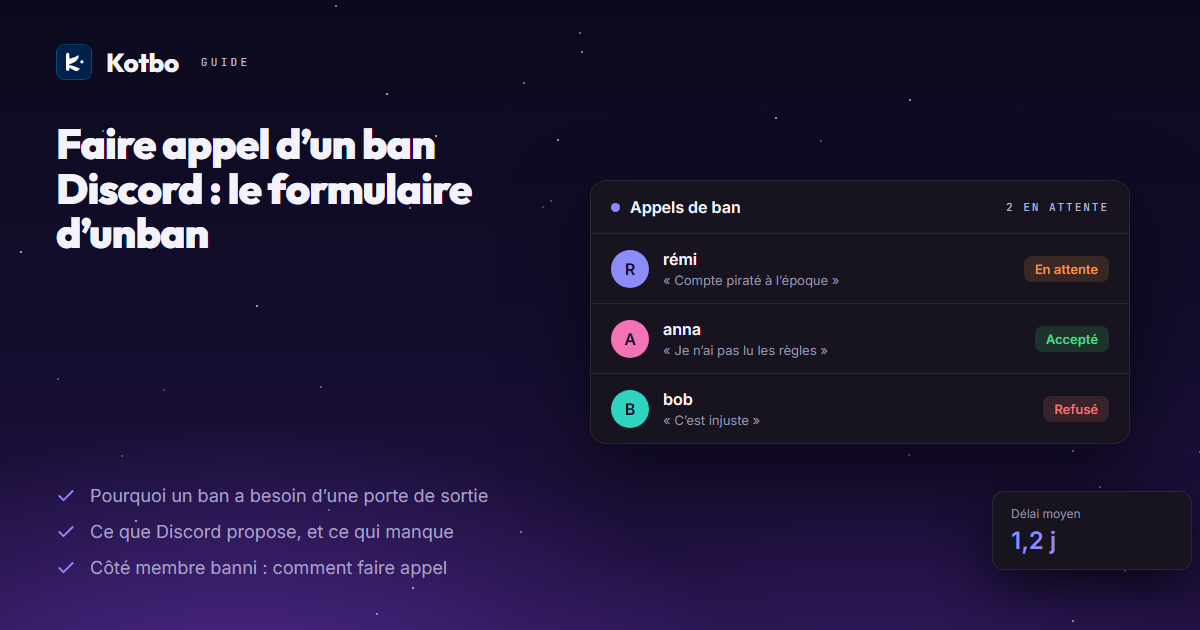 Kotbo GUIDE
Faire appel d’un ban
Discord : le formulaire
d’unban
Appels de ban 2 EN ATTENTE
R rémi
« Compte piraté à l’époque »
En attente
A anna
« Je n’ai pas lu les règles »
Accepté
B bob
« C’est injuste »
Refusé
Pourquoi un ban a besoin d’une porte de sortie
Ce que Discord propose, et ce qui manque
Côté membre banni : comment faire appel
Délai moyen
1,2 j